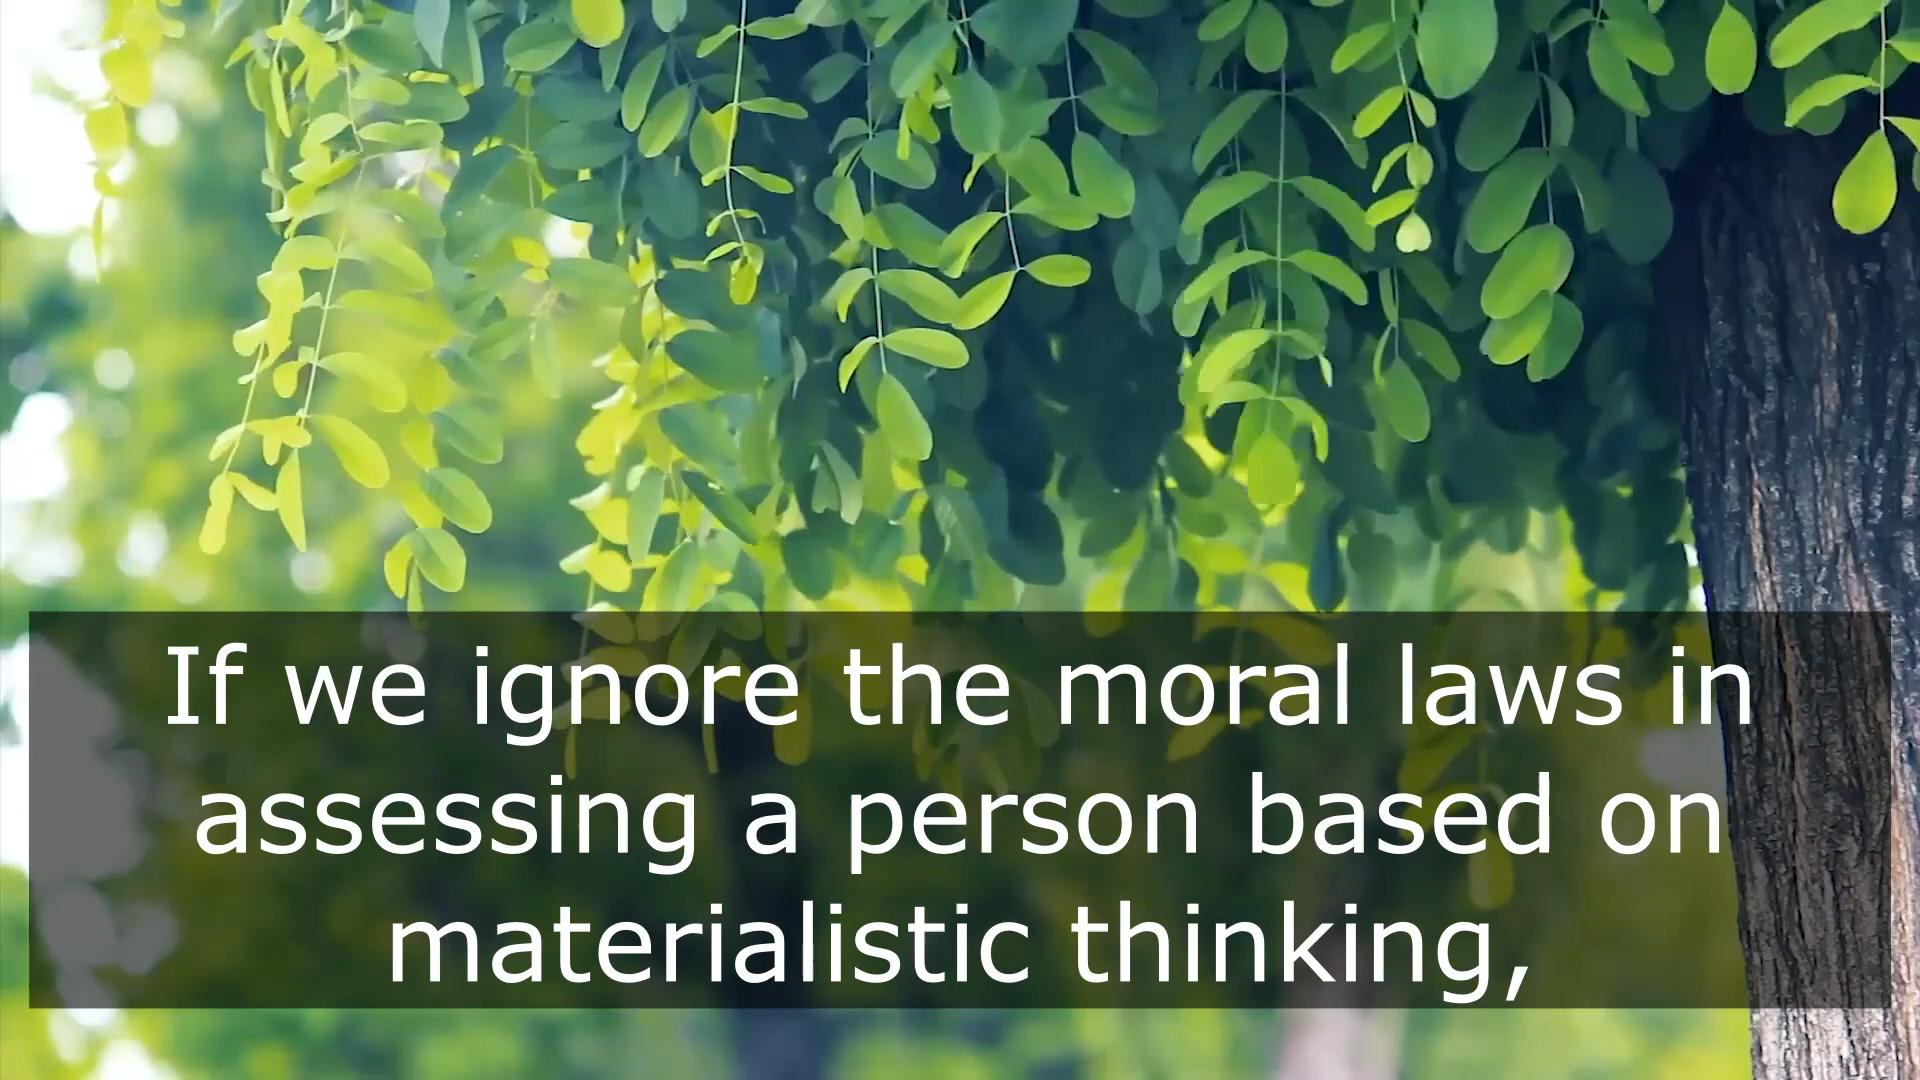 If we ignore the moral laws in
assessing a person based on
materialistic thinking,